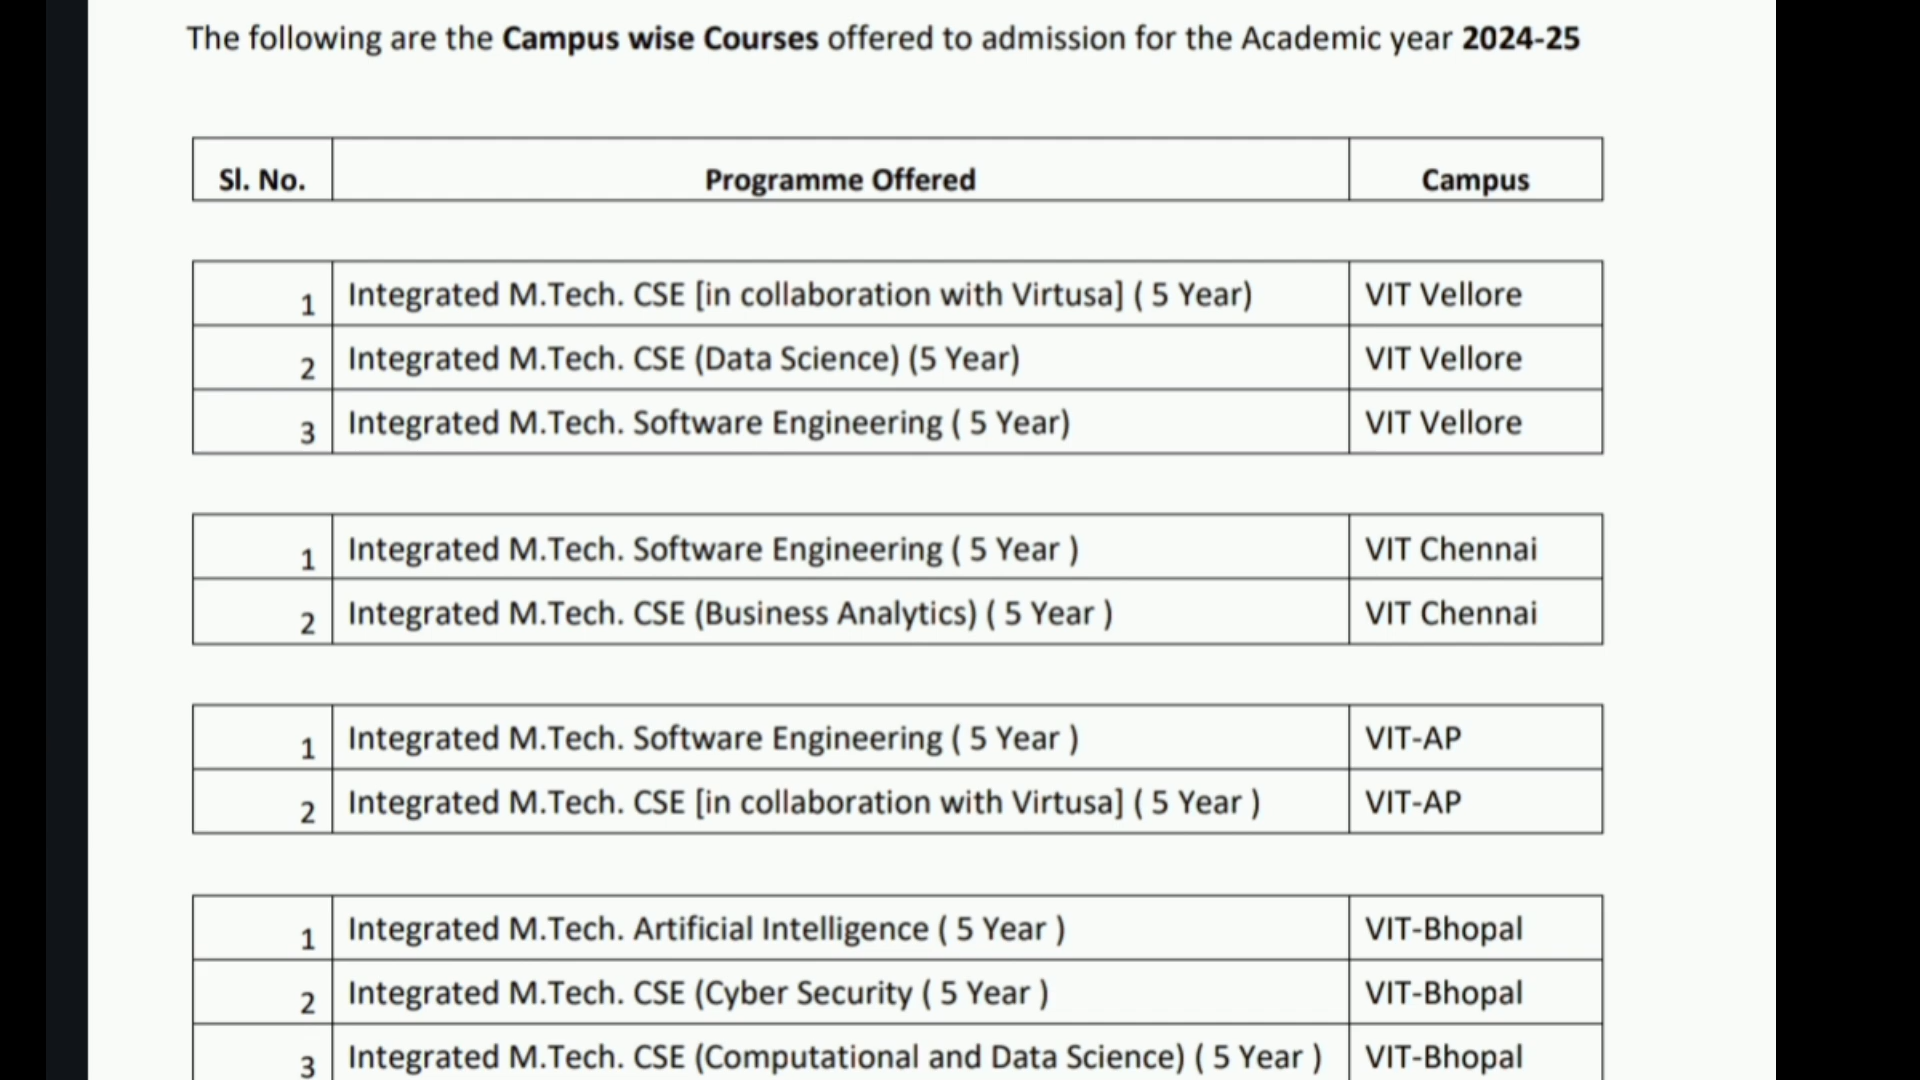 The following are the Campus wise Courses offered to admission for the Academic year 2024-25
Sl. No. Programme Offered Campus
1 Integrated M.Tech. CSE [in collaboration with Virtusa] ( 5 Year) VIT Vellore
2 Integrated M.Tech. CSE (Data Science) (5 Year) VIT Vellore
3 Integrated M.Tech. Software Engineering ( 5 Year) VIT Vellore
1 Integrated M.Tech. Software Engineering ( 5 Year ) VIT Chennai
2 Integrated M.Tech. CSE (Business Analytics) ( 5 Year ) VIT Chennai
1 Integrated M.Tech. Software Engineering ( 5 Year ) VIT-AP
2 Integrated M.Tech. CSE [in collaboration with Virtusa] ( 5 Year ) VIT-AP
1 Integrated M.Tech. Artificial Intelligence ( 5 Year ) VIT-Bhopal
2 Integrated M.Tech. CSE (Cyber Security ( 5 Year ) VIT-Bhopal
3 Integrated M.Tech. CSE (Computational and Data Science) ( 5 Year ) VIT-Bhopal